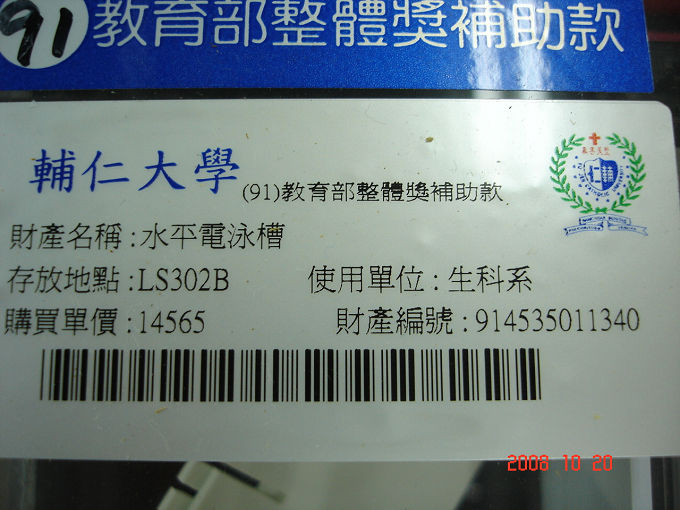 91 教育部整體獎補助款
輔仁大學 (91)教育部整體獎補助款
財產名稱:水平電泳槽
存放地點:LS302B 使用單位:生科系
購買單價:14565 財產編號:914535011340
2008 10 20